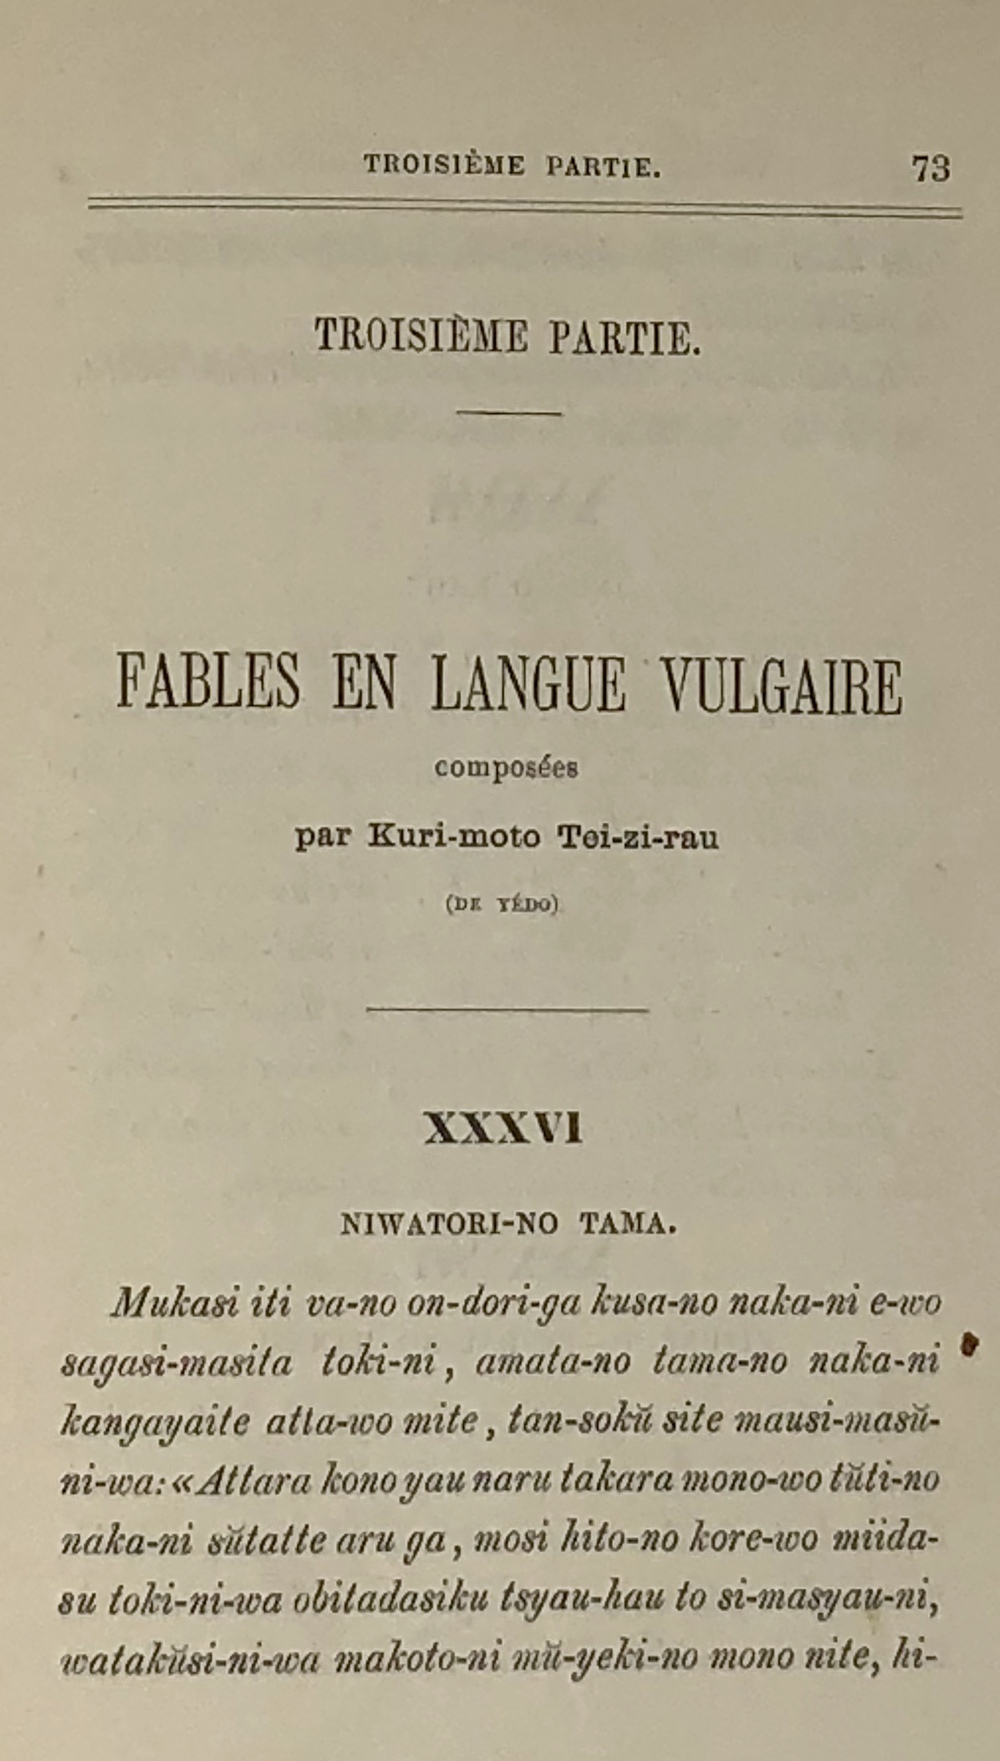 TROISIÈME PARTIE. 73
TROISIÈME PARTIE.
FABLES EN LANGUE VULGAIRE
composées
par Kuri-moto Tei-zi-rau
(DE YÉDO)
XXXVI
NIWATORI-NO TAMA.
Mukasi iti va-no on-dori-ga kusa-no naka-ni e-wo
sagasi-masita toki-ni, amata-no tama-no naka-ni
kangayaite atta-wo mite, tan-sokŭ site mausi-masŭ-
ni-wa: «Attara kono yau naru takara mono-wo tŭti-no
naka-ni sŭtatte aru ga, mosi hito-no kore-wo miida-
su toki-ni-wa obitadasiku tsyau-hau to si-masyau-ni,
watakŭsi-ni-wa makoto-ni mŭ-yeki-no mono nite, hi-